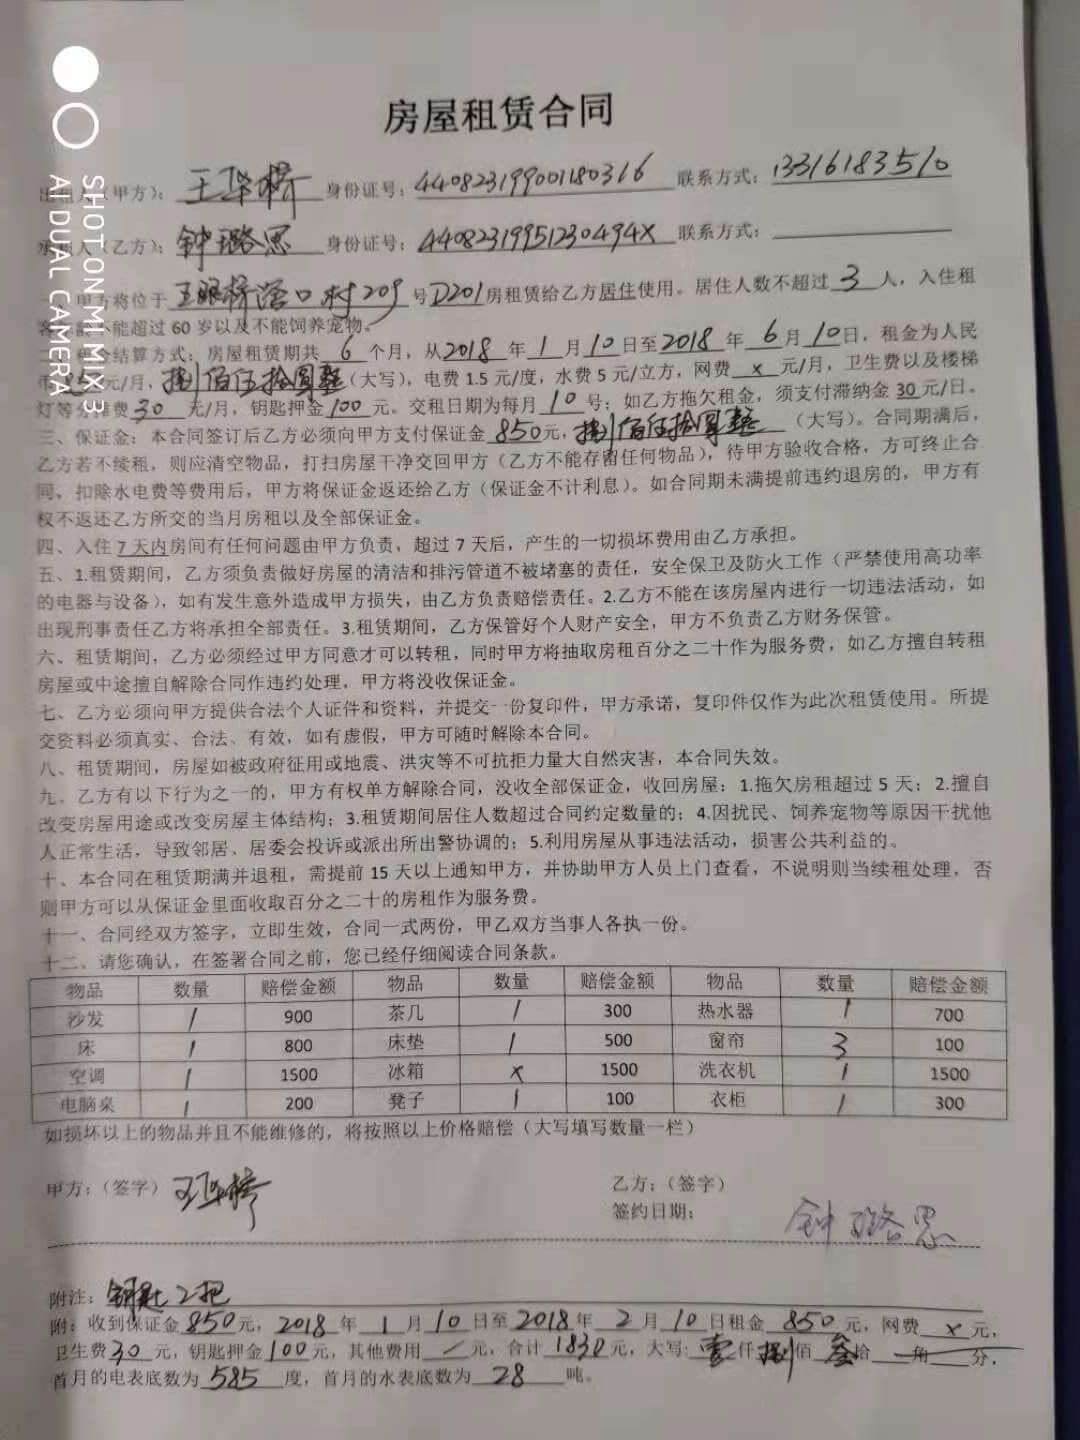 房屋租赁合同
出租人(甲方): 王华桥 身份证号: 440823199001180316 联系方式: 13316183510
承租人(乙方): 钟璐思 身份证号: 44082319951230494X 联系方式:
一、甲方将位于 村209 号D201房租赁给乙方居住使用。居住人数不超过 3 人,入住租
客 不能超过 60 岁以及不能饲养宠物。
二、租金结算方式:房屋租赁期共 6 个月,从2018 年 1 月 10 日至 2018 年 6 月 10日,租金为人民
币 850元/月,捌佰伍拾圆整(大写),电费 1.5 元/度,水费 5 元/立方,网费 x 元/月,卫生费以及楼梯
灯等分摊费 30 元/月,钥匙押金 100 元。交租日期为每月 10 号;如乙方拖欠租金,须支付滞纳金 30 元/日。
三、保证金:本合同签订后乙方必须向甲方支付保证金 850元,捌佰伍拾圆整(大写)。合同期满后,
乙方若不续租,则应清空物品,打扫房屋干净交回甲方(乙方不能存留任何物品),待甲方验收合格,方可终止合
同,扣除水电费等费用后,甲方将保证金返还给乙方(保证金不计利息)。如合同期未满提前违约退房的,甲方有
权不返还乙方所交的当月房租以及全部保证金。
四、入住 7 天内房间有任何问题由甲方负责,超过 7 天后,产生的一切损坏费用由乙方承担。
五、1.租赁期间,乙方须负责做好房屋的清洁和排污管道不被堵塞的责任,安全保卫及防火工作(严禁使用高功率
的电器与设备),如有发生意外造成甲方损失,由乙方负责赔偿责任。2.乙方不能在该房屋内进行一切违法活动,如
出现刑事责任乙方将承担全部责任。3.租赁期间,乙方保管好个人财产安全,甲方不负责乙方财务保管。
六、租赁期间,乙方必须经过甲方同意才可以转租,同时甲方将抽取房租百分之二十作为服务费,如乙方擅自转租
房屋或中途擅自解除合同作违约处理,甲方将没收保证金。
七、乙方必须向甲方提供合法个人证件和资料,并提交一份复印件,甲方承诺,复印件仅作为此次租赁使用。所提
交资料必须真实、合法、有效,如有虚假,甲方可随时解除本合同。
八、租赁期间,房屋如被政府征用或地震、洪灾等不可抗拒力量大自然灾害,本合同失效。
九、乙方有以下行为之一的,甲方有权单方解除合同,没收全部保证金,收回房屋:1.拖欠房租超过 5 天;2.擅自
改变房屋用途或改变房屋主体结构;3.租赁期间居住人数超过合同约定数量的;4.因扰民、饲养宠物等原因干扰他
人正常生活,导致邻居、居委会投诉或派出所出警协调的;5.利用房屋从事违法活动,损害公共利益的。
十、本合同在租赁期满并退租,需提前 15 天以上通知甲方,并协助甲方人员上门查看,不说明则当续租处理,否
则甲方可以从保证金里面收取百分之二十的房租作为服务费。
十一、合同经双方签字,立即生效,合同一式两份,甲乙双方当事人各执一份。
十二、请您确认,在签署合同之前,您已经仔细阅读合同条款。
物品 数量 赔偿金额 物品 数量 赔偿金额 物品 数量 赔偿金额
沙发 1 900 茶几 1 300 热水器 1 700
床 1 800 床垫 1 500 窗帘 3 100
空调 1 1500 冰箱 x 1500 洗衣机 1 1500
电脑桌 1 200 凳子 1 100 衣柜 1 300
如损坏以上的物品并且不能维修的,将按照以上价格赔偿(大写填写数量一栏)
甲方:(签字) 王华桥 乙方:(签字)
签约日期: 钟璐思
附注: 钥匙2把
附:收到保证金 850元,2018 年 1 月 10 日至 2018 年 2 月 10 日租金 850 元,网费 x 元,
卫生费 30 元,钥匙押金 100 元,其他费用 / 元,合计 1830 元,大写: 壹 仟 捌 佰 叁 拾 角 分,
首月的电表底数为 585 度,首月的水表底数为 28 吨。
SHOT ON MI MIX 3
AI DUAL CAMERA